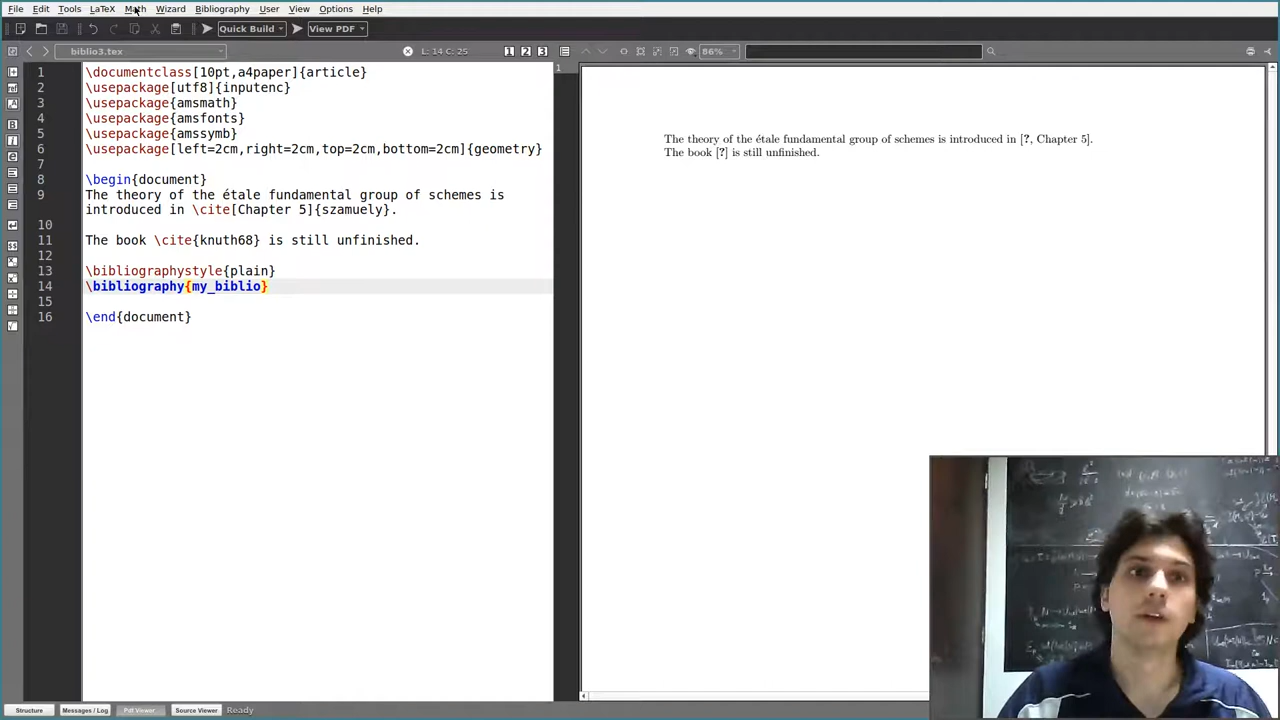 File Edit Tools LaTeX Math Wizard Bibliography User View Options Help
Quick Build View PDF
biblio3.tex L: 14 C: 25 1 2 3 86%
1 \documentclass[10pt,a4paper]{article}
2 \usepackage[utf8]{inputenc}
3 \usepackage{amsmath}
4 \usepackage{amsfonts}
5 \usepackage{amssymb}
6 \usepackage[left=2cm,right=2cm,top=2cm,bottom=2cm]{geometry}
7
8 \begin{document}
9 The theory of the étale fundamental group of schemes is
introduced in \cite[Chapter 5]{szamuely}.
10
11 The book \cite{knuth68} is still unfinished.
12
13 \bibliographystyle{plain}
14 \bibliography{my_biblio}
15
16 \end{document}
1
The theory of the étale fundamental group of schemes is introduced in [?, Chapter 5].
The book [?] is still unfinished.
Structure Messages / Log Pdf Viewer Source Viewer Ready